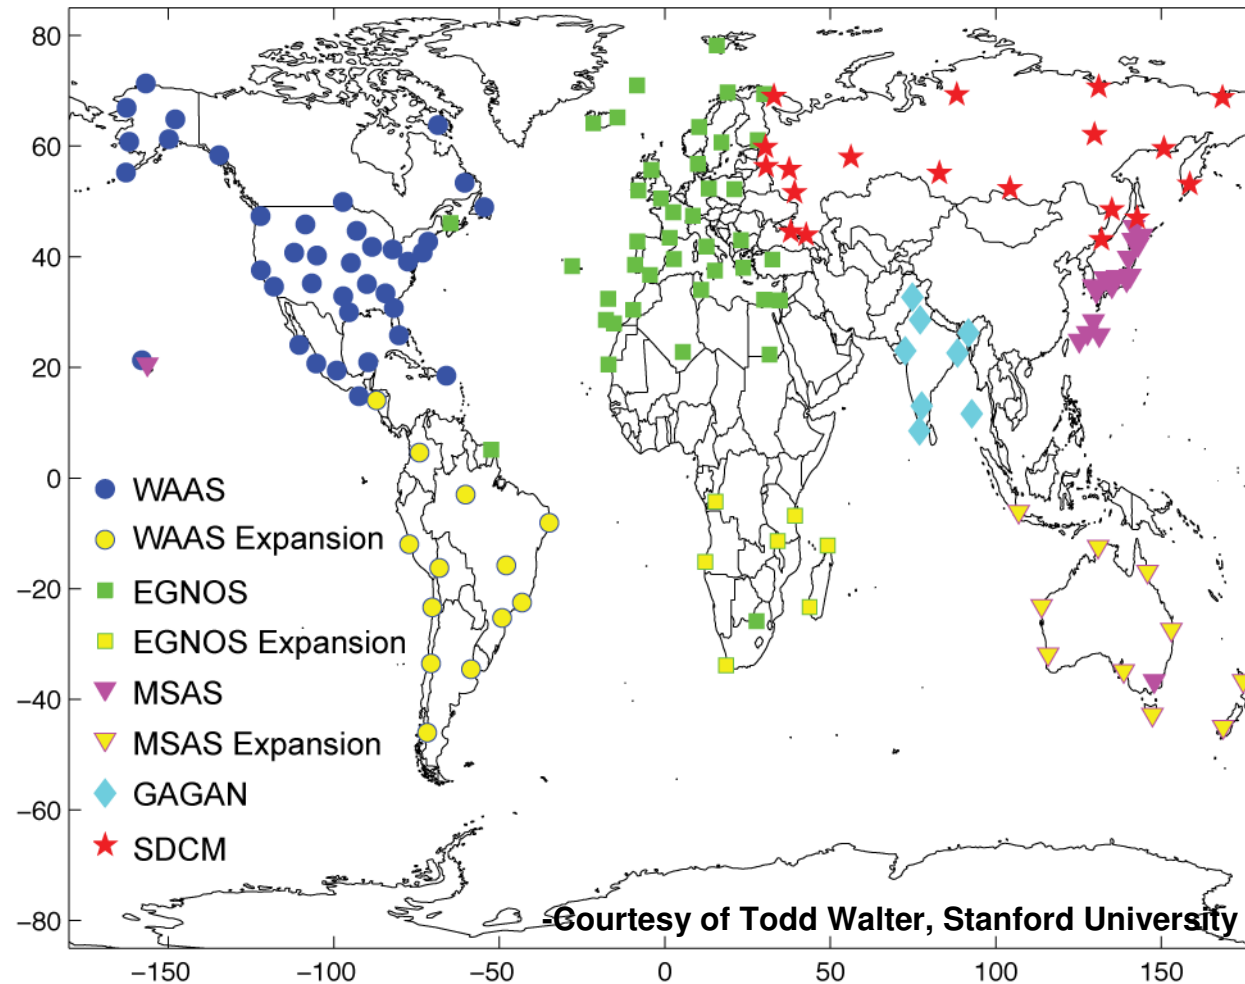 80
60
40
20
0
−20
−40
−60
−80
WAAS
WAAS Expansion
EGNOS
EGNOS Expansion
MSAS
MSAS Expansion
GAGAN
SDCM
-Courtesy of Todd Walter, Stanford University
−150 −100 −50 0 50 100 150